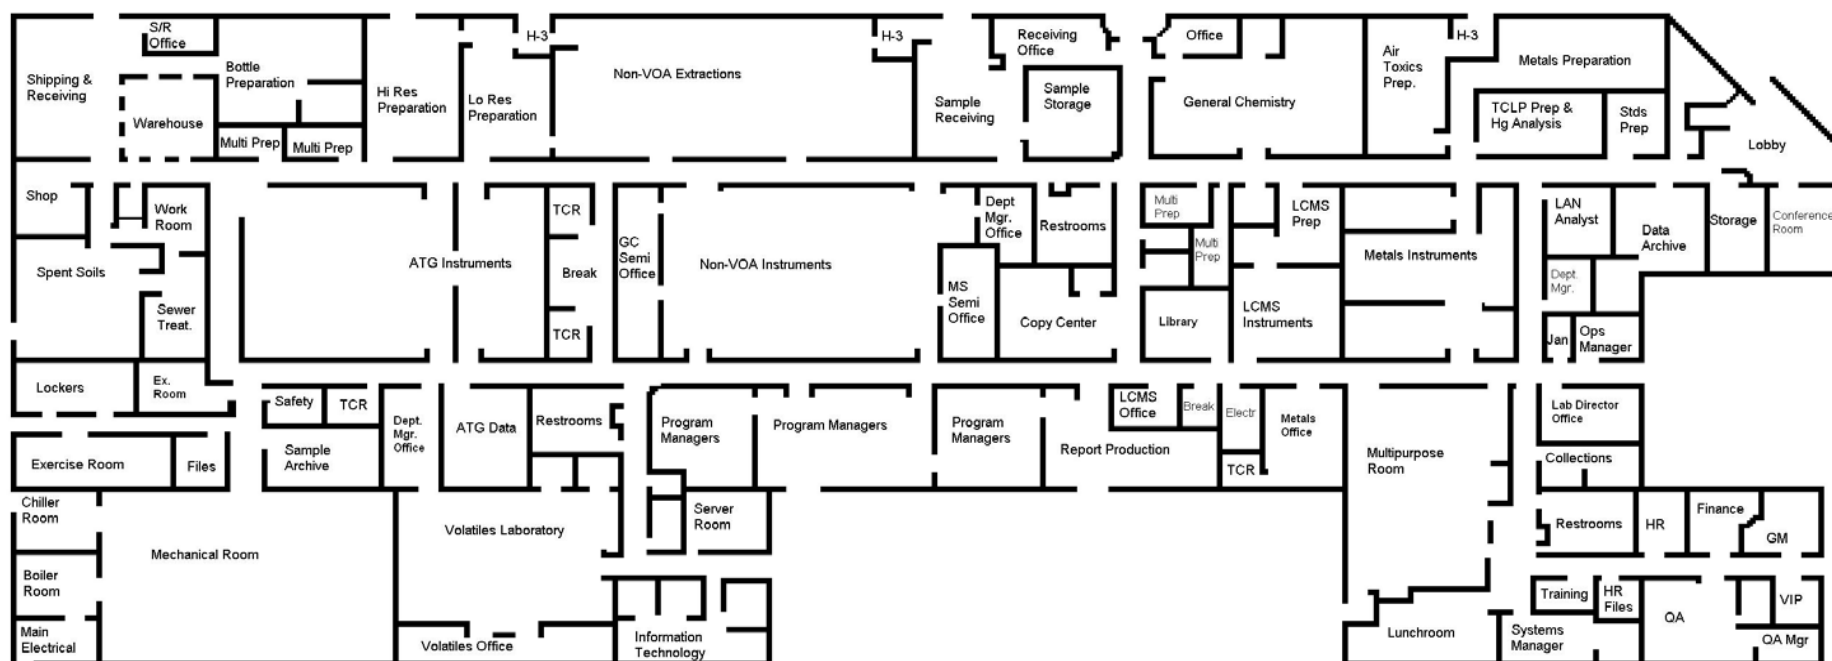 S/R
Office
H-3
H-3
Receiving
Office
Office
H-3
Shipping &
Receiving
Bottle
Preparation
Hi Res
Preparation
Lo Res
Preparation
Non-VOA Extractions
Sample
Receiving
Sample
Storage
General Chemistry
Air
Toxics
Prep.
Metals Preparation
TCLP Prep &
Hg Analysis
Stds
Prep
Lobby
Warehouse
Multi Prep
Multi Prep
Shop
Work
Room
ATG Instruments
TCR
Break
TCR
GC
Semi
Office
Non-VOA Instruments
Dept
Mgr.
Office
Restrooms
MS
Semi
Office
Copy Center
Multi
Prep
Multi
Prep
Library
LCMS
Prep
LCMS
Instruments
Metals Instruments
LAN
Analyst
Data
Archive
Storage
Conference
Room
Dept.
Mgr.
Jan
Ops
Manager
Spent Soils
Sewer
Treat.
Lockers
Ex.
Room
Safety
TCR
Dept.
Mgr.
Office
ATG Data
Restrooms
Program
Managers
Program Managers
Program
Managers
Report Production
LCMS
Office
Break
Electr
TCR
Metals
Office
Multipurpose
Room
Lab Director
Office
Collections
Exercise Room
Files
Sample
Archive
Chiller
Room
Mechanical Room
Volatiles Laboratory
Server
Room
Restrooms
HR
Finance
GM
Boiler
Room
Main
Electrical
Volatiles Office
Information
Technology
Lunchroom
Training
HR
Files
Systems
Manager
QA
VIP
QA Mgr